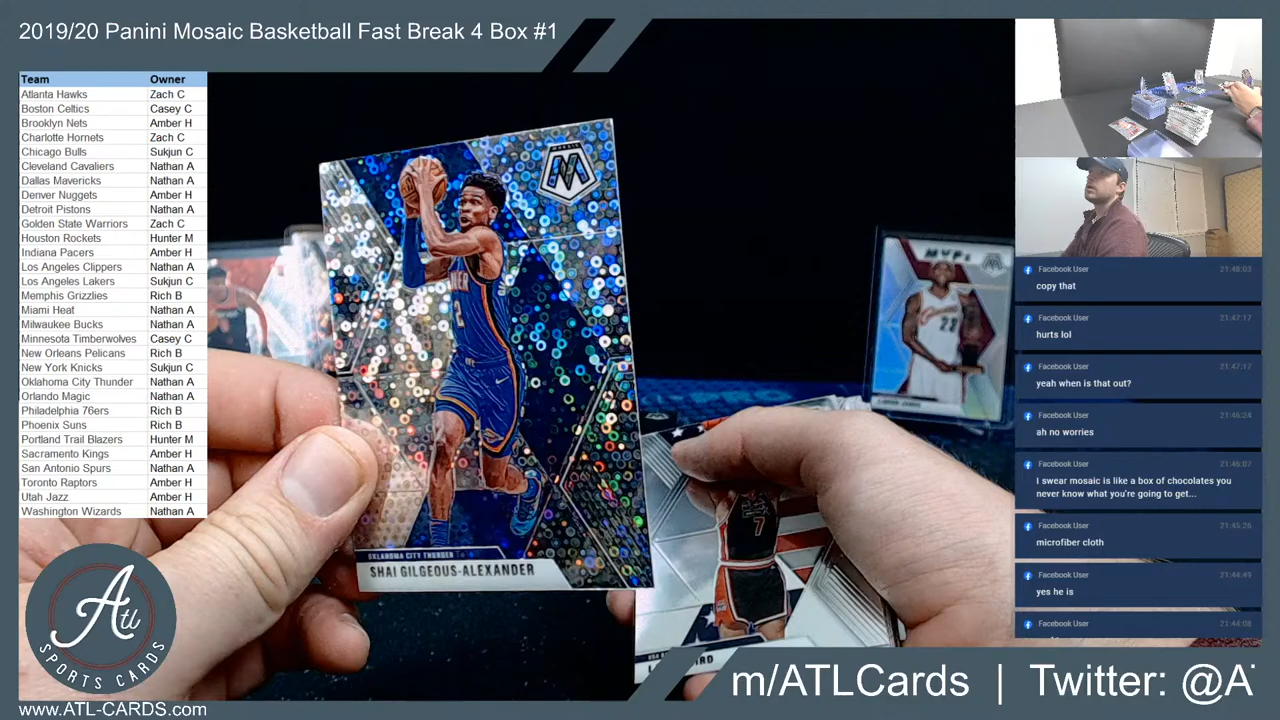 2019/20 Panini Mosaic Basketball Fast Break 4 Box #1
Team Owner
Atlanta Hawks Zach C
Boston Celtics Casey C
Brooklyn Nets Amber H
Charlotte Hornets Zach C
Chicago Bulls Sukjun C
Cleveland Cavaliers Nathan A
Dallas Mavericks Nathan A
Denver Nuggets Amber H
Detroit Pistons Nathan A
Golden State Warriors Zach C
Houston Rockets Hunter M
Indiana Pacers Amber H
Los Angeles Clippers Nathan A
Los Angeles Lakers Sukjun C
Memphis Grizzlies Rich B
Miami Heat Nathan A
Milwaukee Bucks Nathan A
Minnesota Timberwolves Casey C
New Orleans Pelicans Rich B
New York Knicks Sukjun C
Oklahoma City Thunder Nathan A
Orlando Magic Nathan A
Philadelphia 76ers Rich B
Phoenix Suns Rich B
Portland Trail Blazers Hunter M
Sacramento Kings Amber H
San Antonio Spurs Nathan A
Toronto Raptors Amber H
Utah Jazz Amber H
Washington Wizards Nathan A
Atl
SPORTS CARDS
www.ATL-CARDS.com
MOSAIC
M
2
OKLAHOMA CITY THUNDER
SHAI GILGEOUS-ALEXANDER
MVPs
23
7
Facebook User 21:48:03
copy that
Facebook User 21:47:17
hurts lol
Facebook User 21:47:17
yeah when is that out?
Facebook User 21:46:24
ah no worries
Facebook User 21:46:07
I swear mosaic is like a box of chocolates you
never know what you're going to get...
Facebook User 21:45:26
microfiber cloth
Facebook User 21:44:49
yes he is
Facebook User 21:44:08
m/ATLCards | Twitter: @A